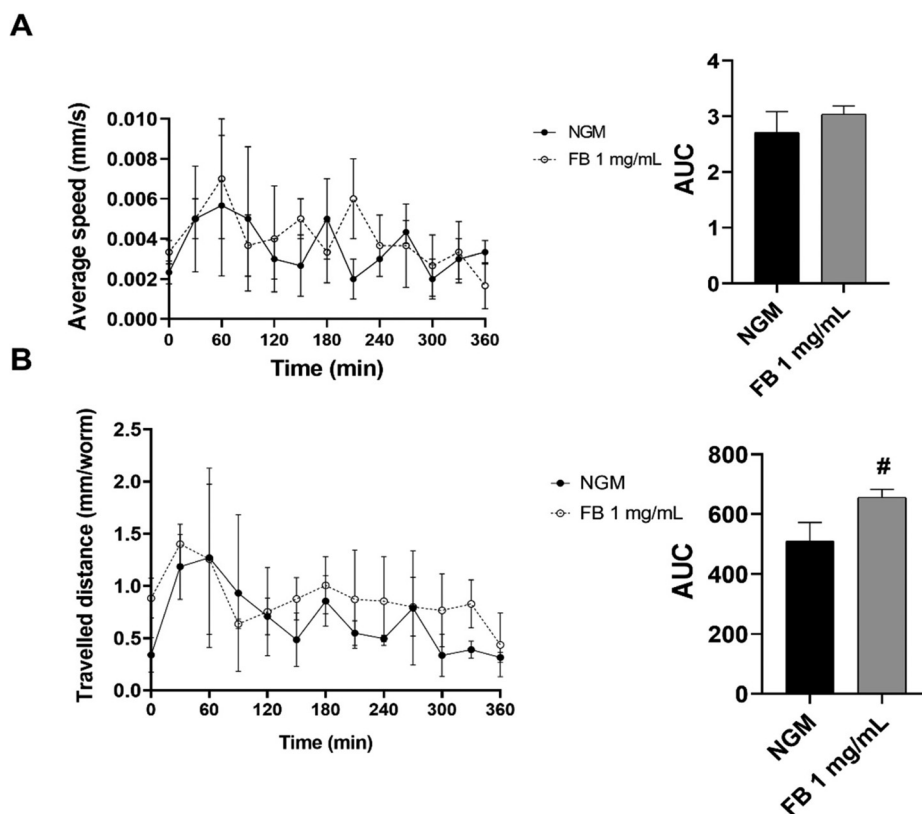 A
Average speed (mm/s)
0.010
0.008
0.006
0.004
0.002
0.000
0 60 120 180 240 300 360
Time (min)
NGM
FB 1 mg/mL
AUC
4
3
2
1
0
NGM
FB 1 mg/mL
B
Travelled distance (mm/worm)
2.5
2.0
1.5
1.0
0.5
0.0
0 60 120 180 240 300 360
Time (min)
NGM
FB 1 mg/mL
AUC
800
600
400
200
0
#
NGM
FB 1 mg/mL